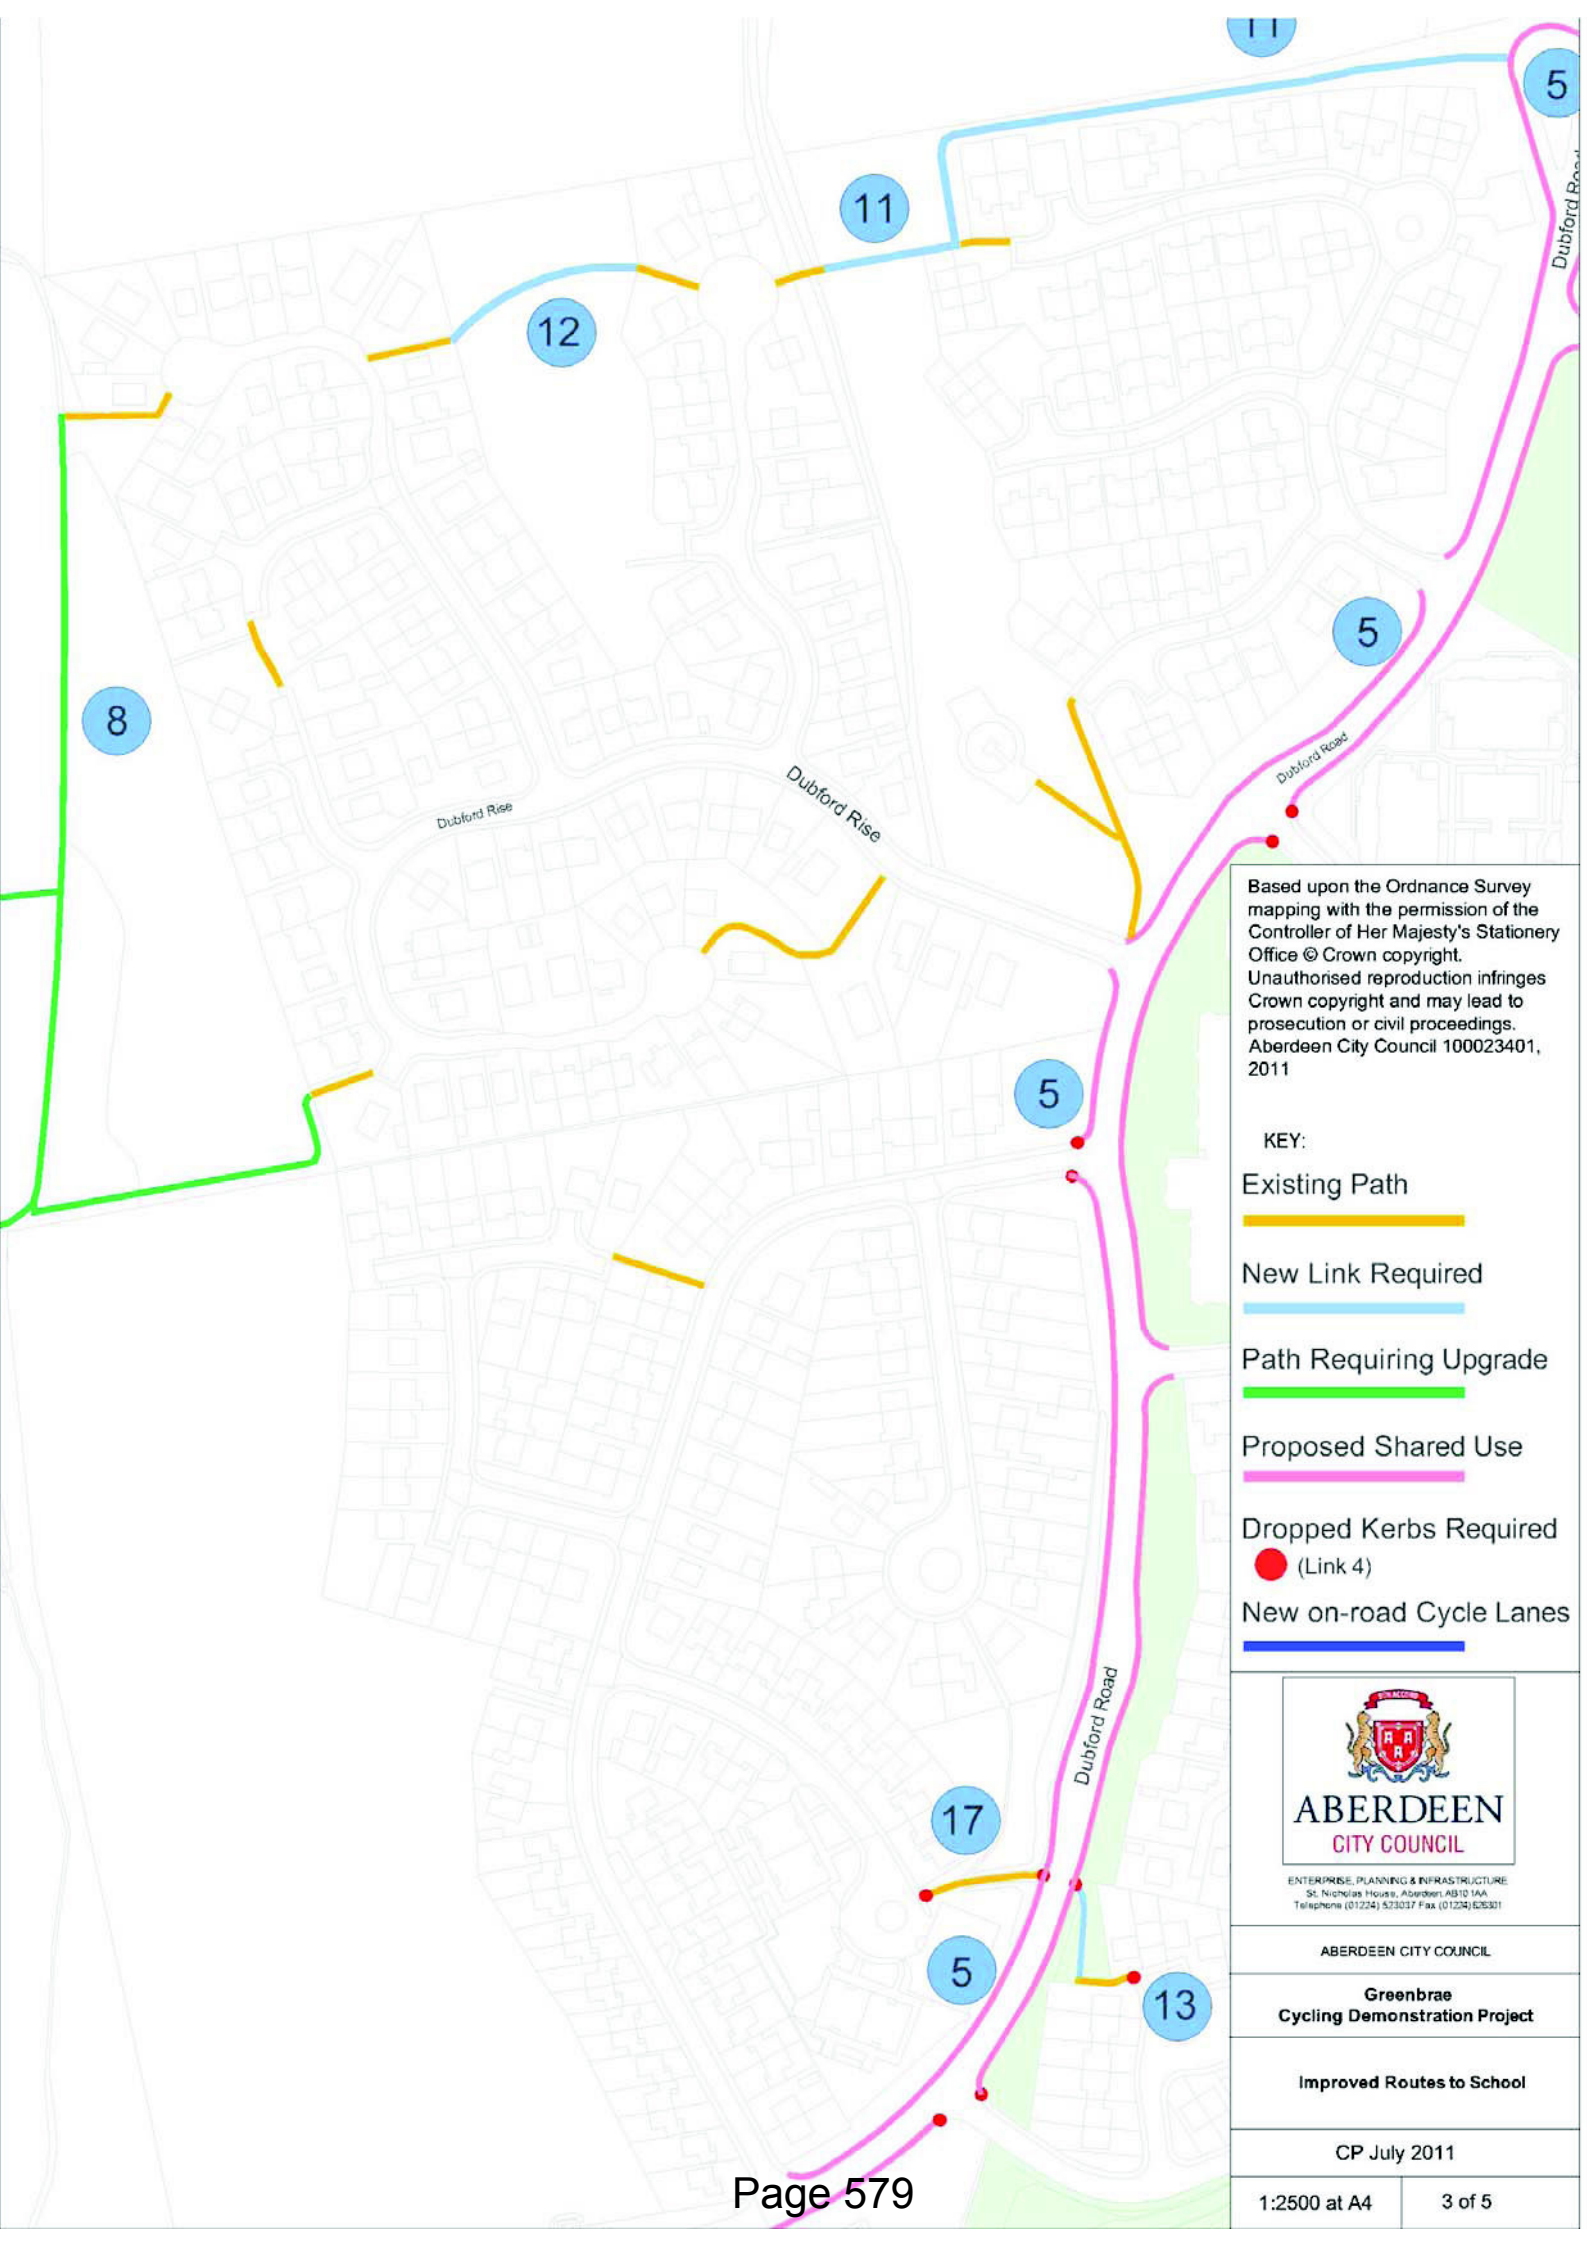 11
5
Dubford Road
11
12
5
8
Dubford Road
Dubford Rise
Dubford Rise
5
Dubford Road
17
5
13
Based upon the Ordnance Survey
mapping with the permission of the
Controller of Her Majesty's Stationery
Office © Crown copyright.
Unauthorised reproduction infringes
Crown copyright and may lead to
prosecution or civil proceedings.
Aberdeen City Council 100023401,
2011
KEY:
Existing Path
New Link Required
Path Requiring Upgrade
Proposed Shared Use
Dropped Kerbs Required
(Link 4)
New on-road Cycle Lanes
ABERDEEN
CITY COUNCIL
ENTERPRISE, PLANNING & INFRASTRUCTURE
St. Nicholas House, Aberdeen, AB10 1AA
Telephone (01224) 523037 Fax (01224)
ABERDEEN CITY COUNCIL
Greenbrae
Cycling Demonstration Project
Improved Routes to School
CP July 2011
1:2500 at A4
3 of 5
Page 579